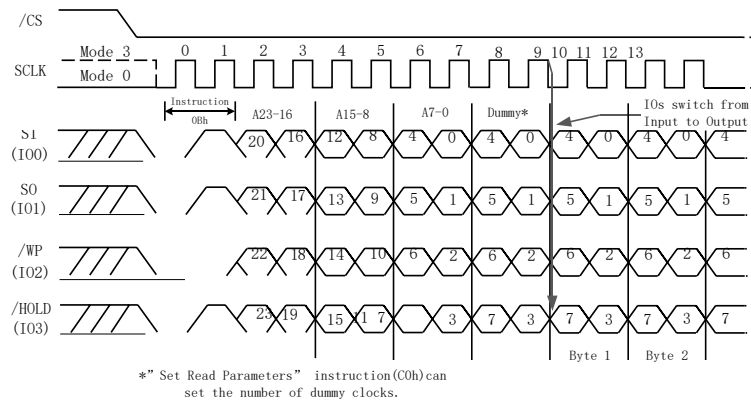 /CS
Mode 3 0 1 2 3 4 5 6 7 8 9 10 11 12 13
SCLK
Mode 0
Instruction
0Bh
A23-16 A15-8 A7-0 Dummy*
IOs switch from
Input to Output
SI
(IO0)
20 16 12 8 4 0 4 0 4 0 4 0 4
SO
(IO1)
21 17 13 9 5 1 5 1 5 1 5 1 5
/WP
(IO2)
22 18 14 10 6 2 6 2 6 2 6 2 6
/HOLD
(IO3)
23 19 15 11 7 3 7 3 7 3 7 3 7
Byte 1 Byte 2
*” Set Read Parameters” instruction(C0h)can
set the number of dummy clocks.